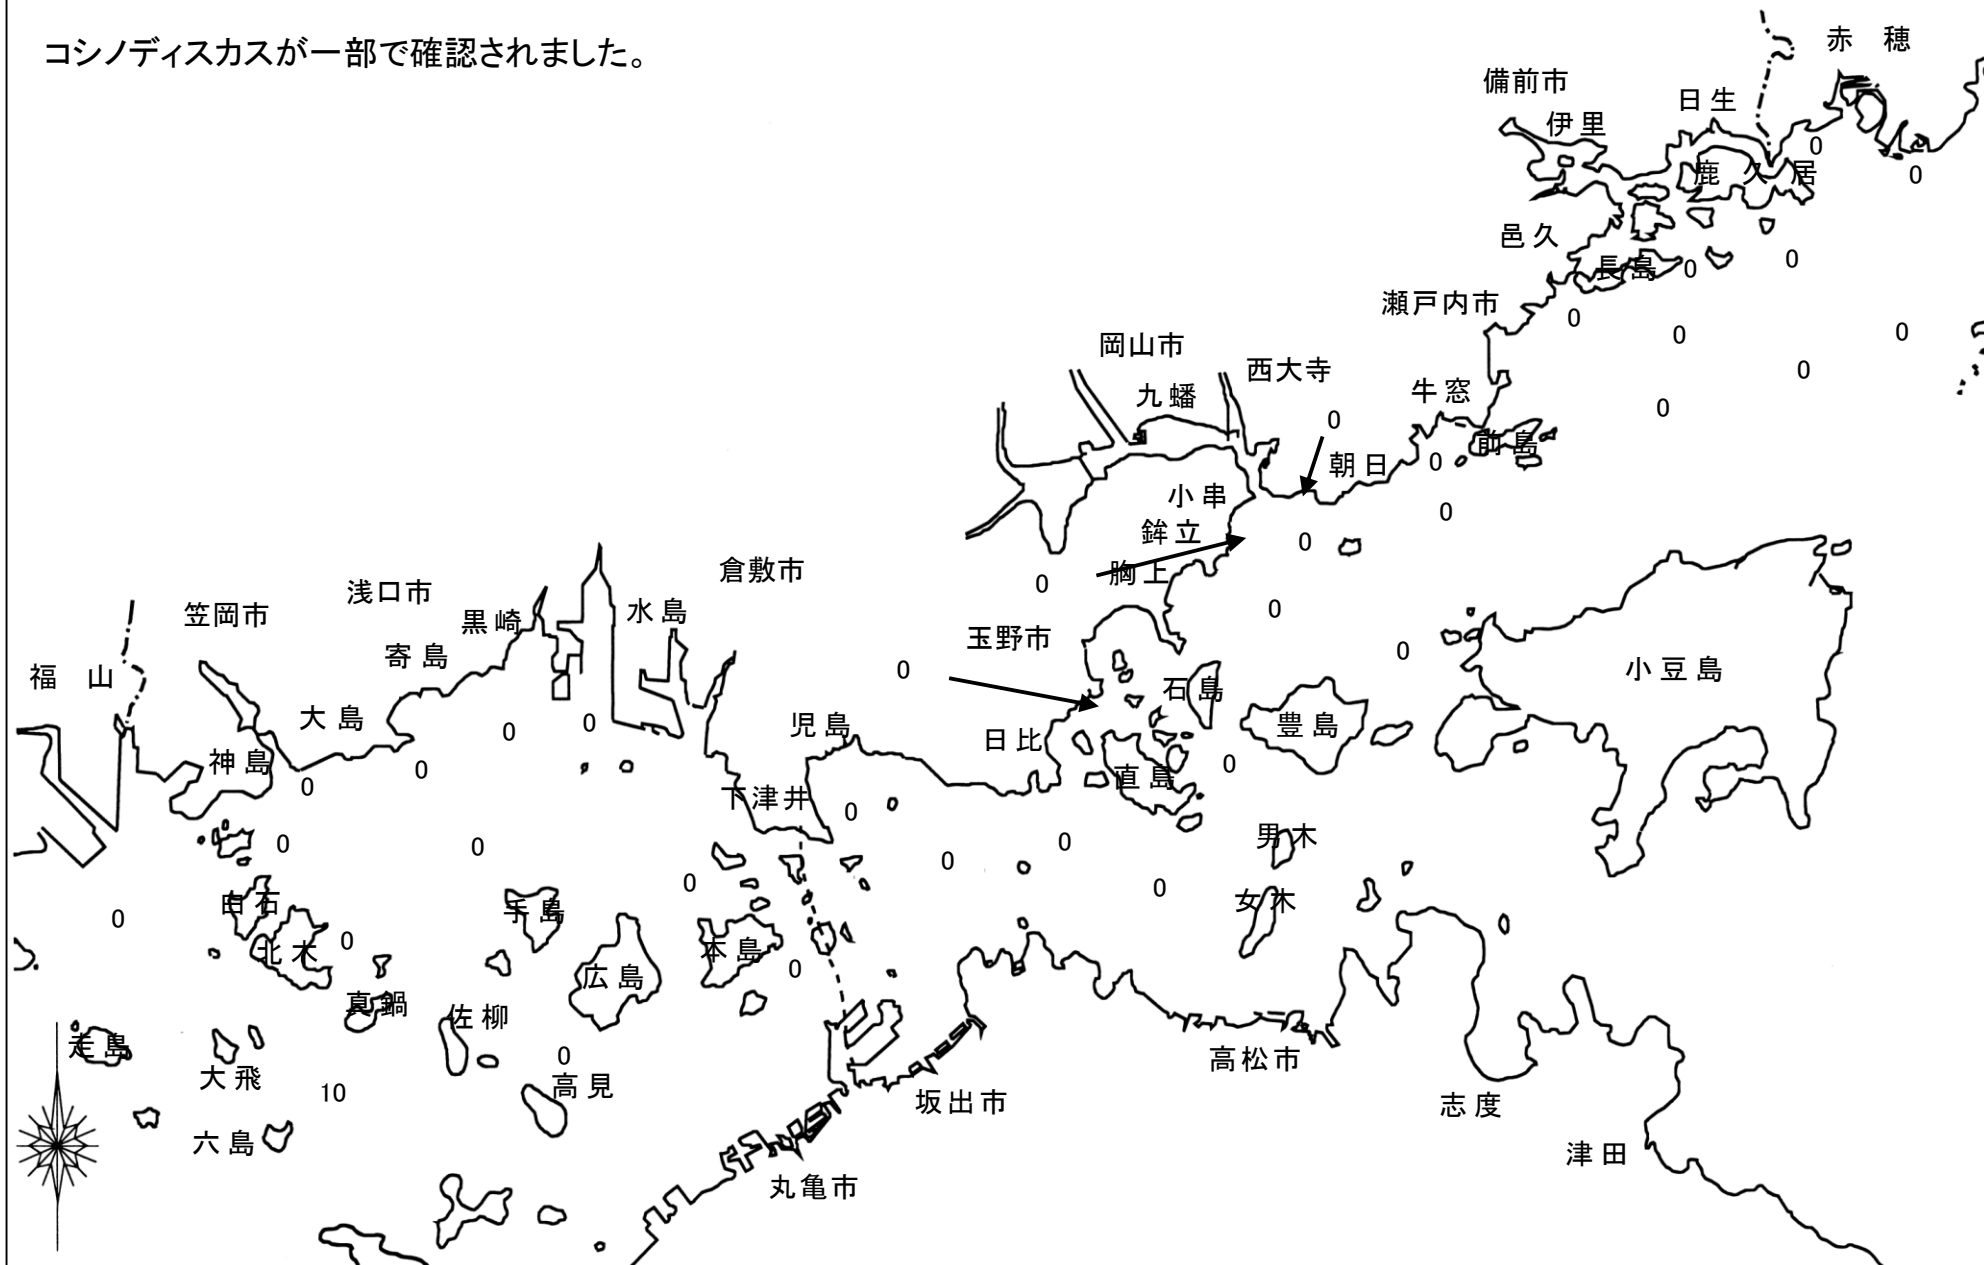 コシノディスカスが一部で確認されました。
赤 穂
備前市
日生
伊里
0
鹿 久 居
0
邑久
0
長島
0
瀬戸内市
0
0
0
岡山市
西大寺
0
九蟠
牛窓
0
0
前島
朝日
0
小串
0
鉾立
0
胸上
0
倉敷市
浅口市
笠岡市
黒崎
水島
0
玉野市
寄島
0
0
福 山
石島
小豆島
大島
0
0
児島
日比
豊島
神島
0
0
直島
0
下津井
0
男木
0
0
0
0
0
0
白石
手島
女木
0
北木
0
本島
0
広島
真鍋
佐柳
走島
0
高松市
大飛
10
高見
坂出市
志度
六島
津田
丸亀市